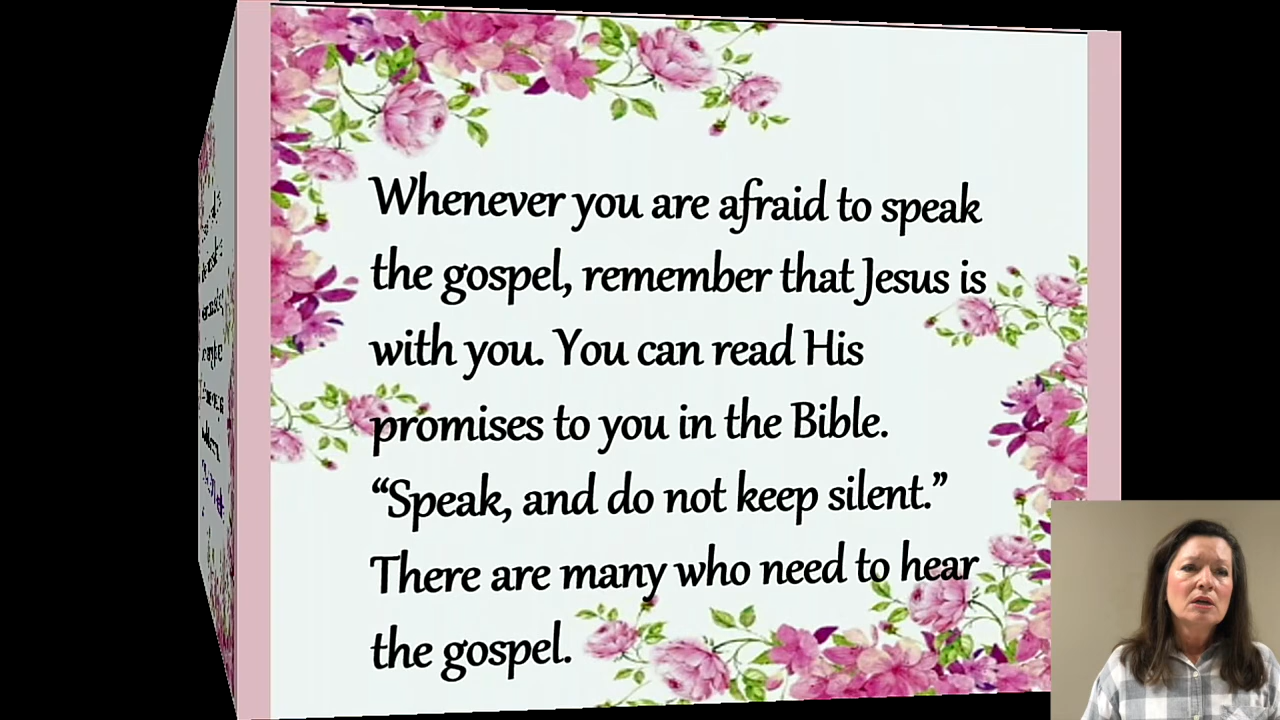 Whenever you are afraid to speak
the gospel, remember that Jesus is
with you. You can read His
promises to you in the Bible.
“Speak, and do not keep silent.”
There are many who need to hear
the gospel.